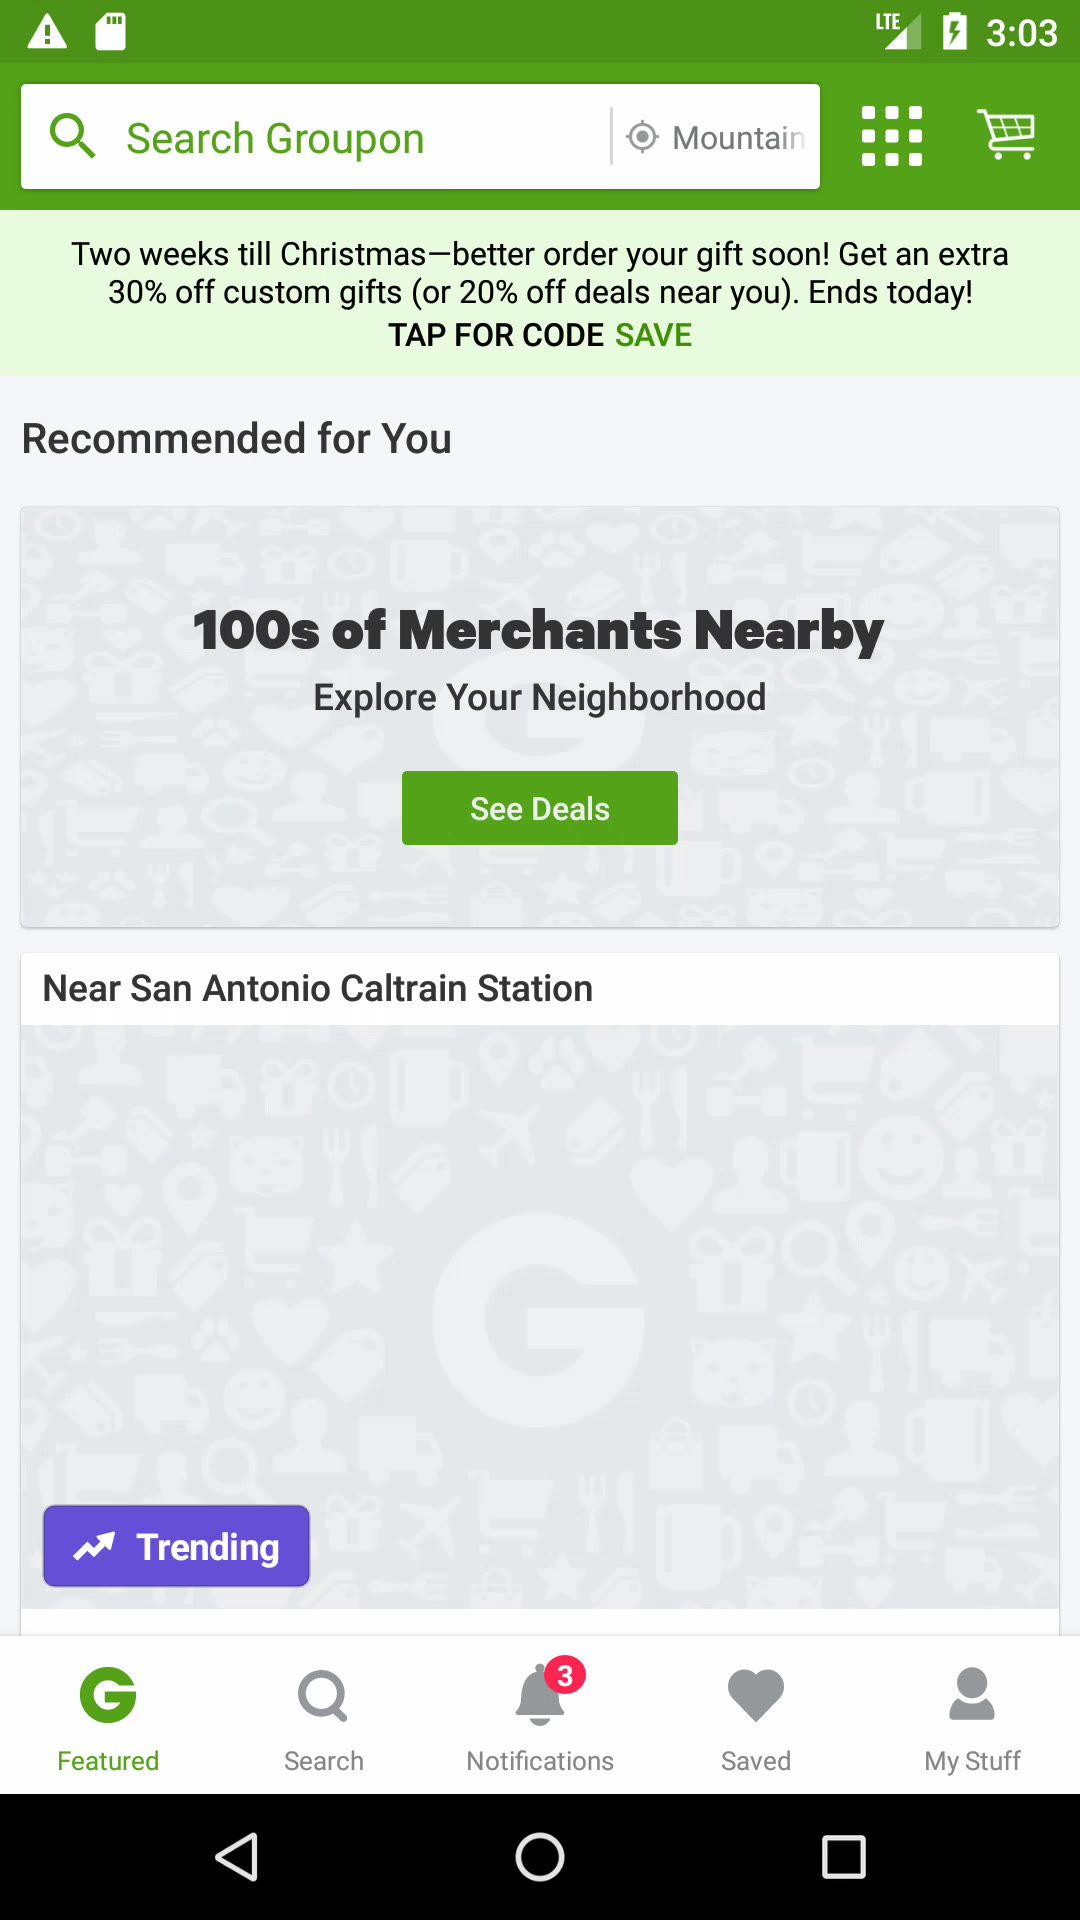 LTE 3:03
Search Groupon Mountain
Two weeks till Christmas—better order your gift soon! Get an extra
30% off custom gifts (or 20% off deals near you). Ends today!
TAP FOR CODE SAVE
Recommended for You
100s of Merchants Nearby
Explore Your Neighborhood
See Deals
Near San Antonio Caltrain Station
Trending
3
Featured Search Notifications Saved My Stuff